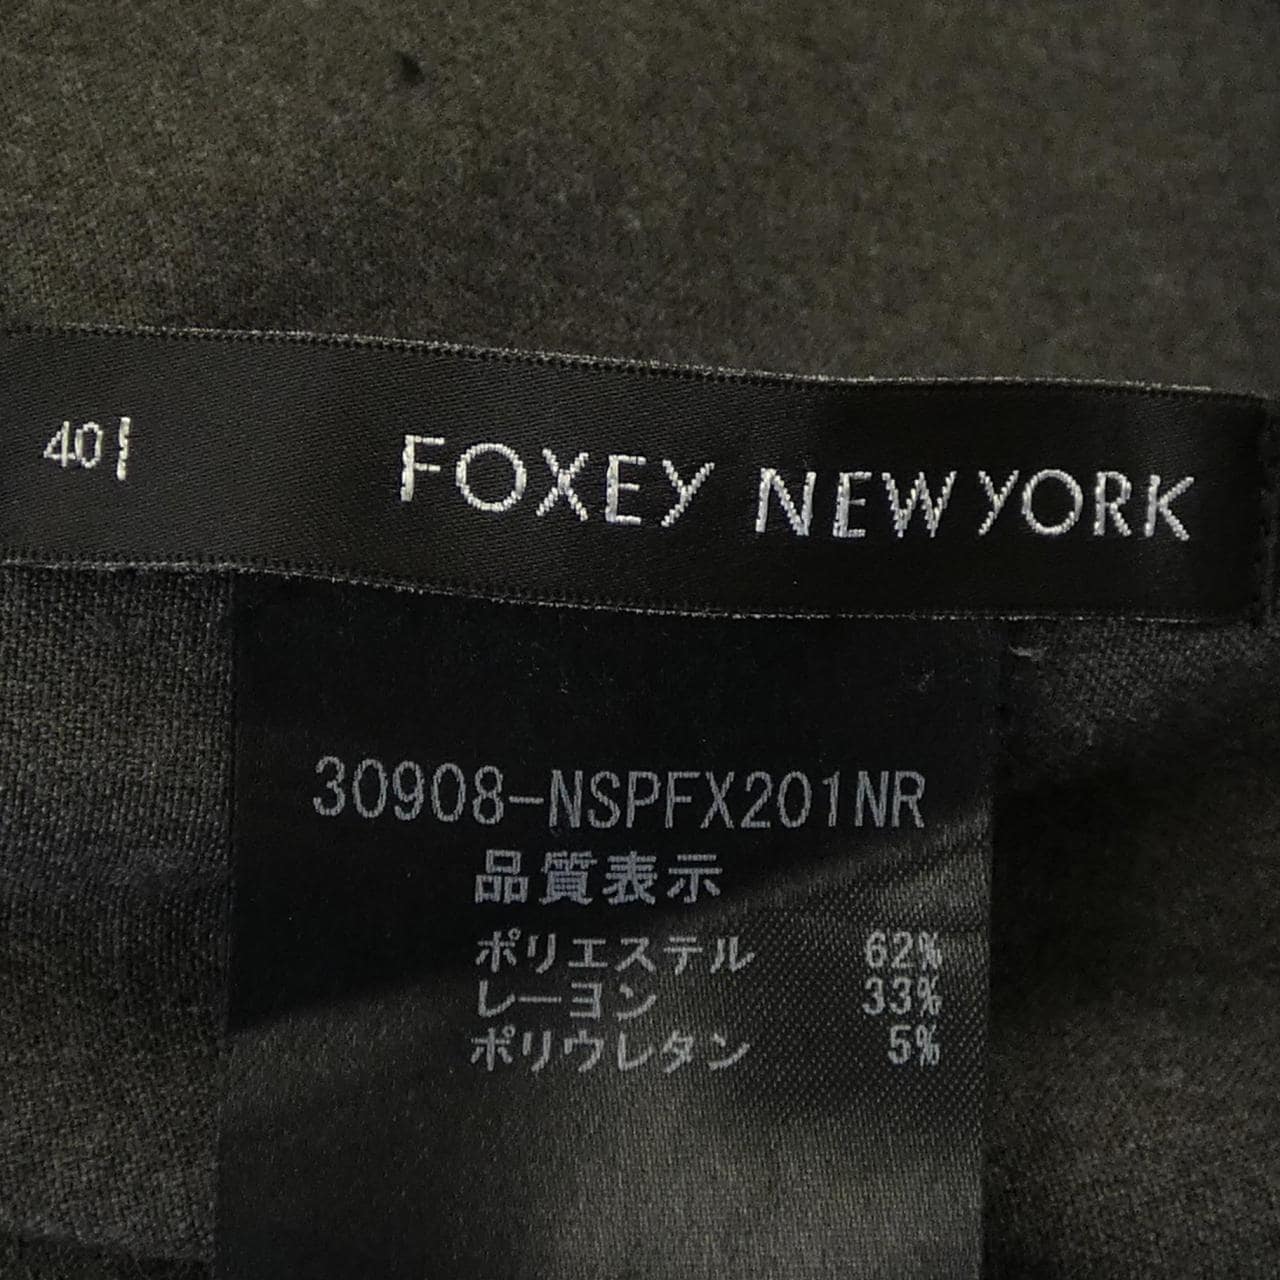 40 FOXEY NEW YORK
30908-NSPFX201NR
品質表示
ポリエステル 62%
レーヨン 33%
ポリウレタン 5%